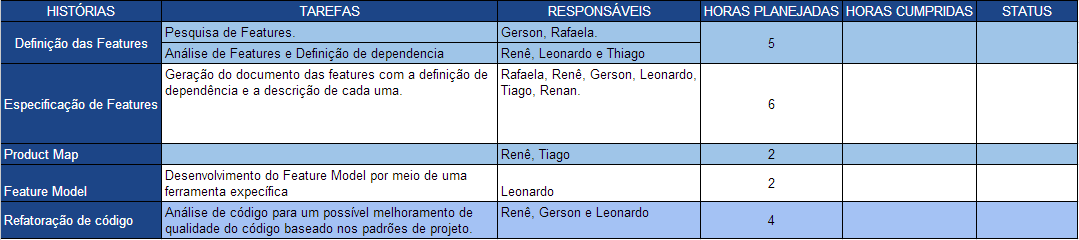 HISTÓRIAS TAREFAS RESPONSÁVEIS HORAS PLANEJADAS HORAS CUMPRIDAS STATUS
Definição das Features
Pesquisa de Features.
Gerson, Rafaela.
5
Análise de Features e Definição de dependencia
Renê, Leonardo e Thiago
Especificação de Features
Geração do documento das features com a definição de
dependência e a descrição de cada uma.
Rafaela, Renê, Gerson, Leonardo,
Tiago, Renan.
6
Product Map
Renê, Tiago
2
Feature Model
Desenvolvimento do Feature Model por meio de uma
ferramenta expecífica
Leonardo
2
Refatoração de código
Análise de código para um possível melhoramento de
qualidade do código baseado nos padrões de projeto.
Renê, Gerson e Leonardo
4